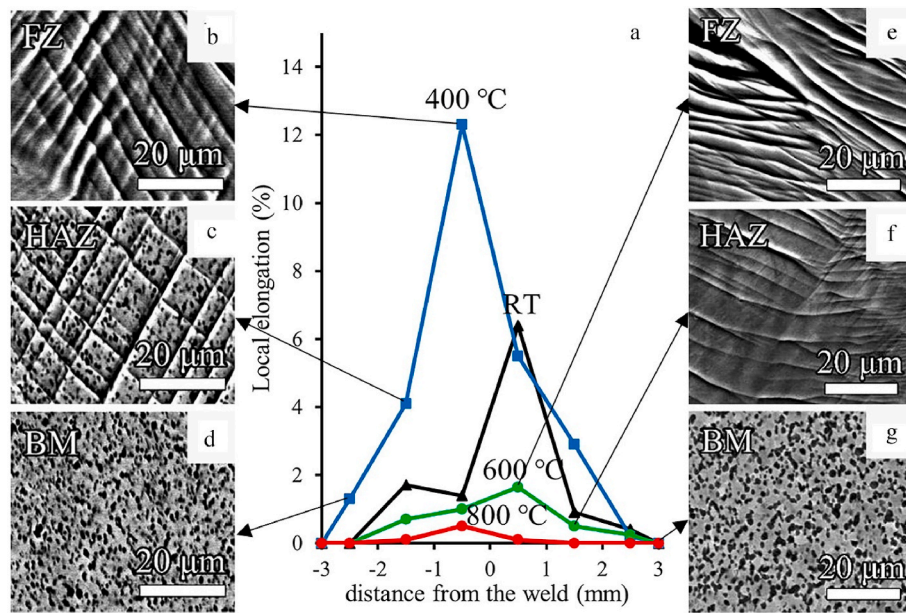 FZ
b
20 µm
HAZ
c
20 µm
BM
d
20 µm
a
14
12
10
8
6
4
2
0
Local elongation (%)
400 °C
RT
600 °C
800 °C
-3 -2 -1 0 1 2 3
distance from the weld (mm)
FZ
e
20 µm
HAZ
f
20 µm
BM
g
20 µm